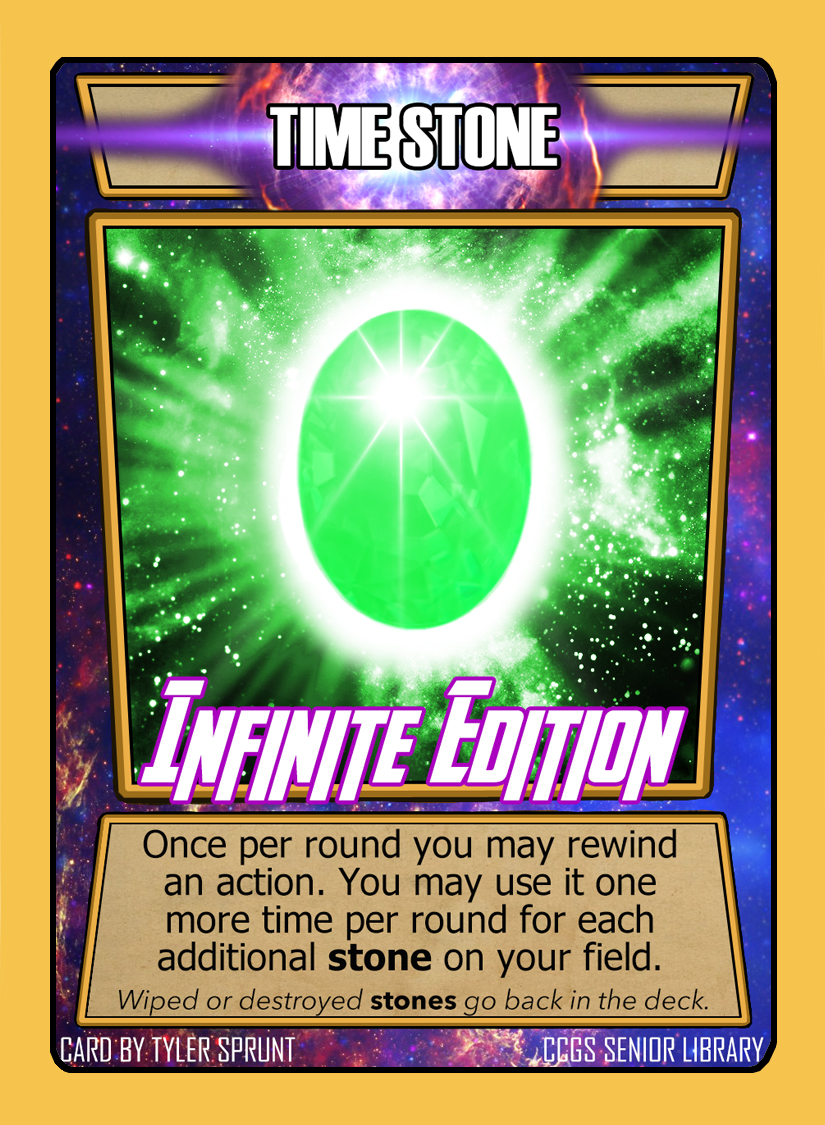 TIME STONE
INFINITE EDITION
Once per round you may rewind
an action. You may use it one
more time per round for each
additional stone on your field.
Wiped or destroyed stones go back in the deck.
CARD BY TYLER SPRUNT
CCGS SENIOR LIBRARY